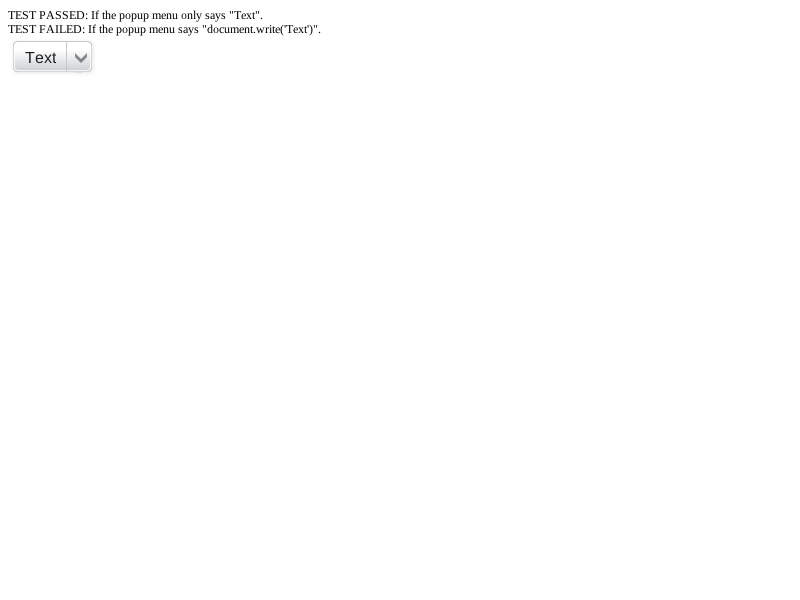 TEST PASSED: If the popup menu only says "Text".
TEST FAILED: If the popup menu says "document.write('Text')".
Text